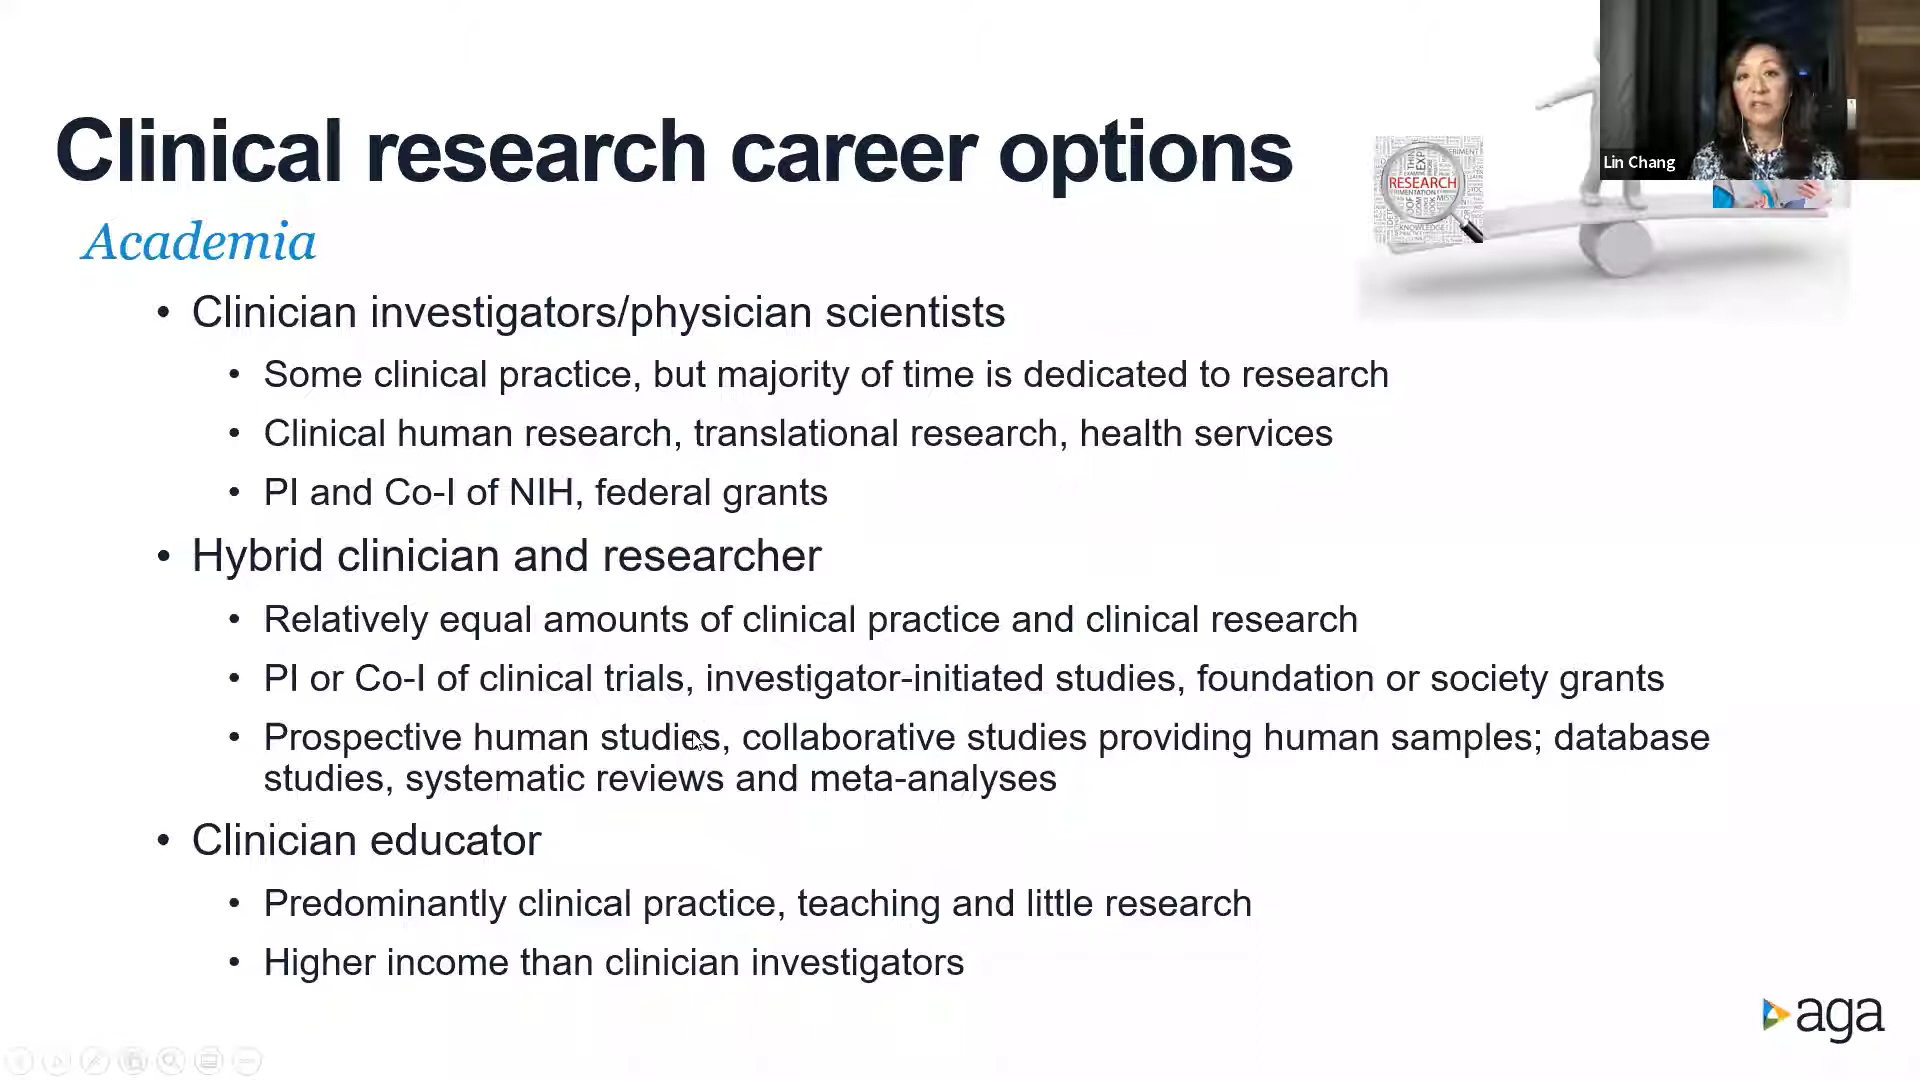 Clinical research career options
Lin Chang
RESEARCH
KNOWLEDGE
Academia
• Clinician investigators/physician scientists
• Some clinical practice, but majority of time is dedicated to research
• Clinical human research, translational research, health services
• PI and Co-I of NIH, federal grants
• Hybrid clinician and researcher
• Relatively equal amounts of clinical practice and clinical research
• PI or Co-I of clinical trials, investigator-initiated studies, foundation or society grants
• Prospective human studies, collaborative studies providing human samples; database
studies, systematic reviews and meta-analyses
• Clinician educator
• Predominantly clinical practice, teaching and little research
• Higher income than clinician investigators
aga